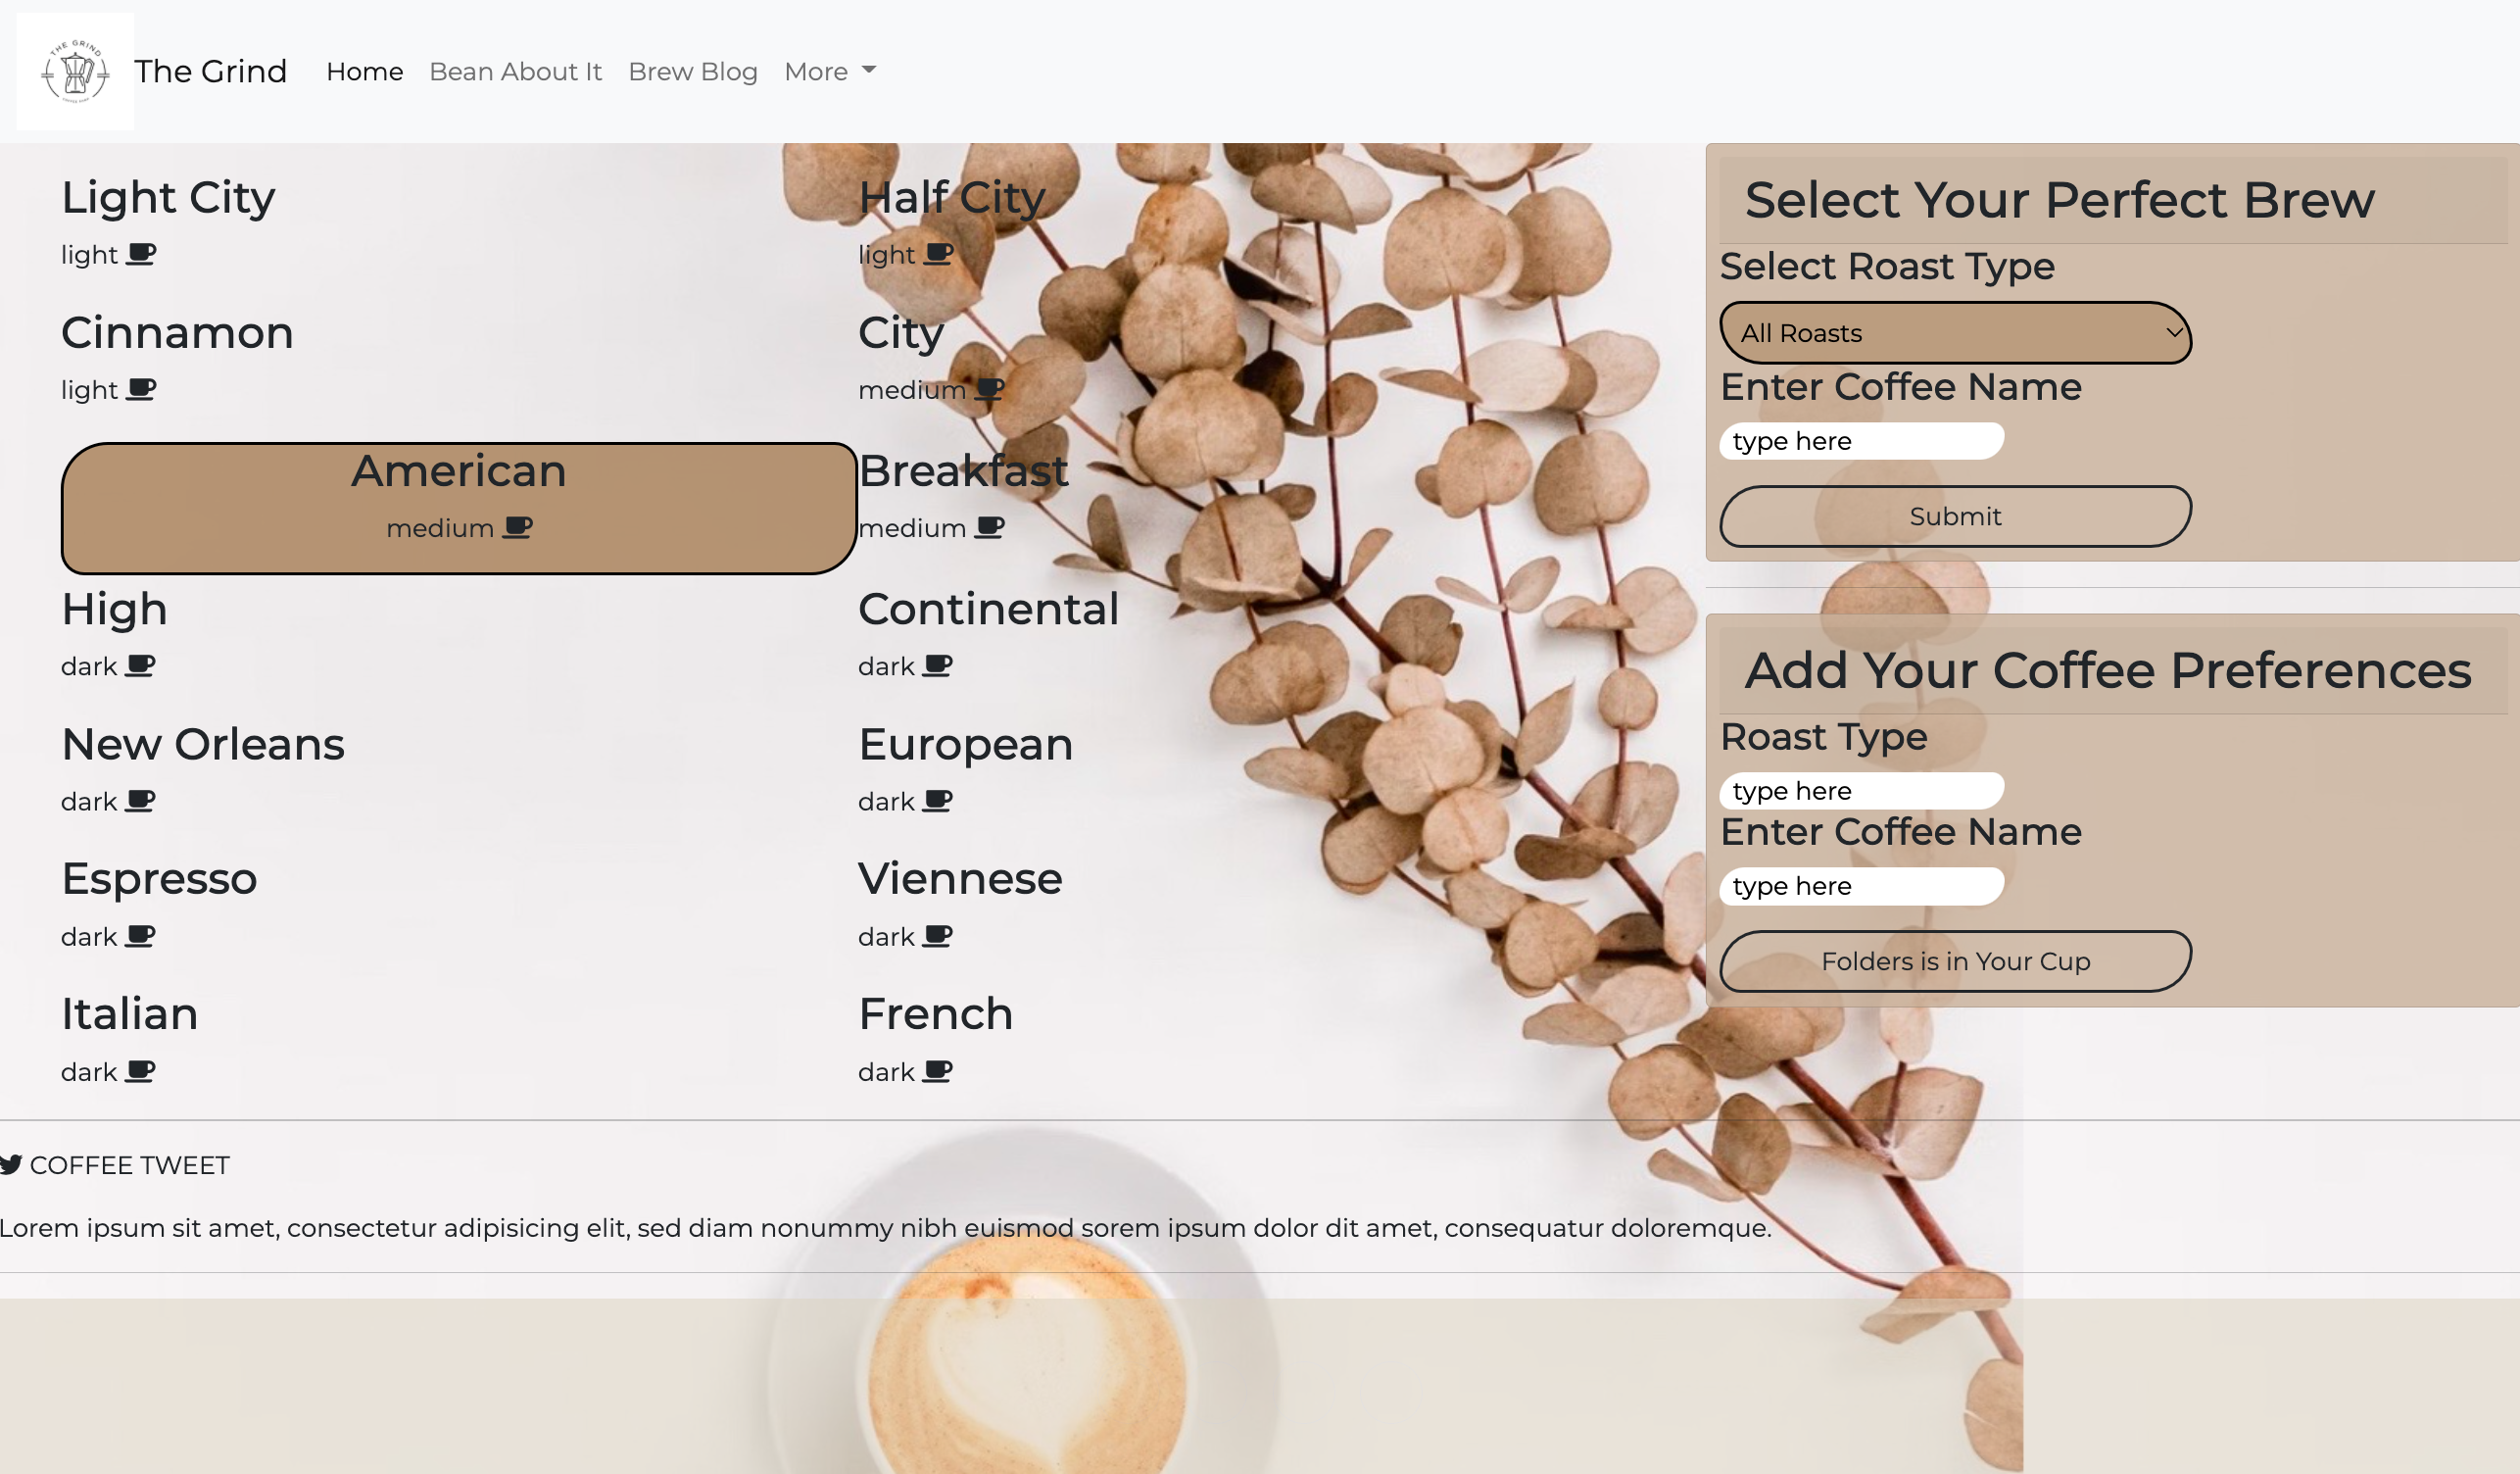 THE GRIND
The Grind
Home
Bean About It
Brew Blog
More
Light City
light
Half City
light
Cinnamon
light
City
medium
American
medium
Breakfast
medium
High
dark
Continental
dark
New Orleans
dark
European
dark
Espresso
dark
Viennese
dark
Italian
dark
French
dark
Select Your Perfect Brew
Select Roast Type
All Roasts
Enter Coffee Name
type here
Submit
Add Your Coffee Preferences
Roast Type
type here
Enter Coffee Name
type here
Folders is in Your Cup
COFFEE TWEET
Lorem ipsum sit amet, consectetur adipisicing elit, sed diam nonummy nibh euismod sorem ipsum dolor dit amet, consequatur doloremque.